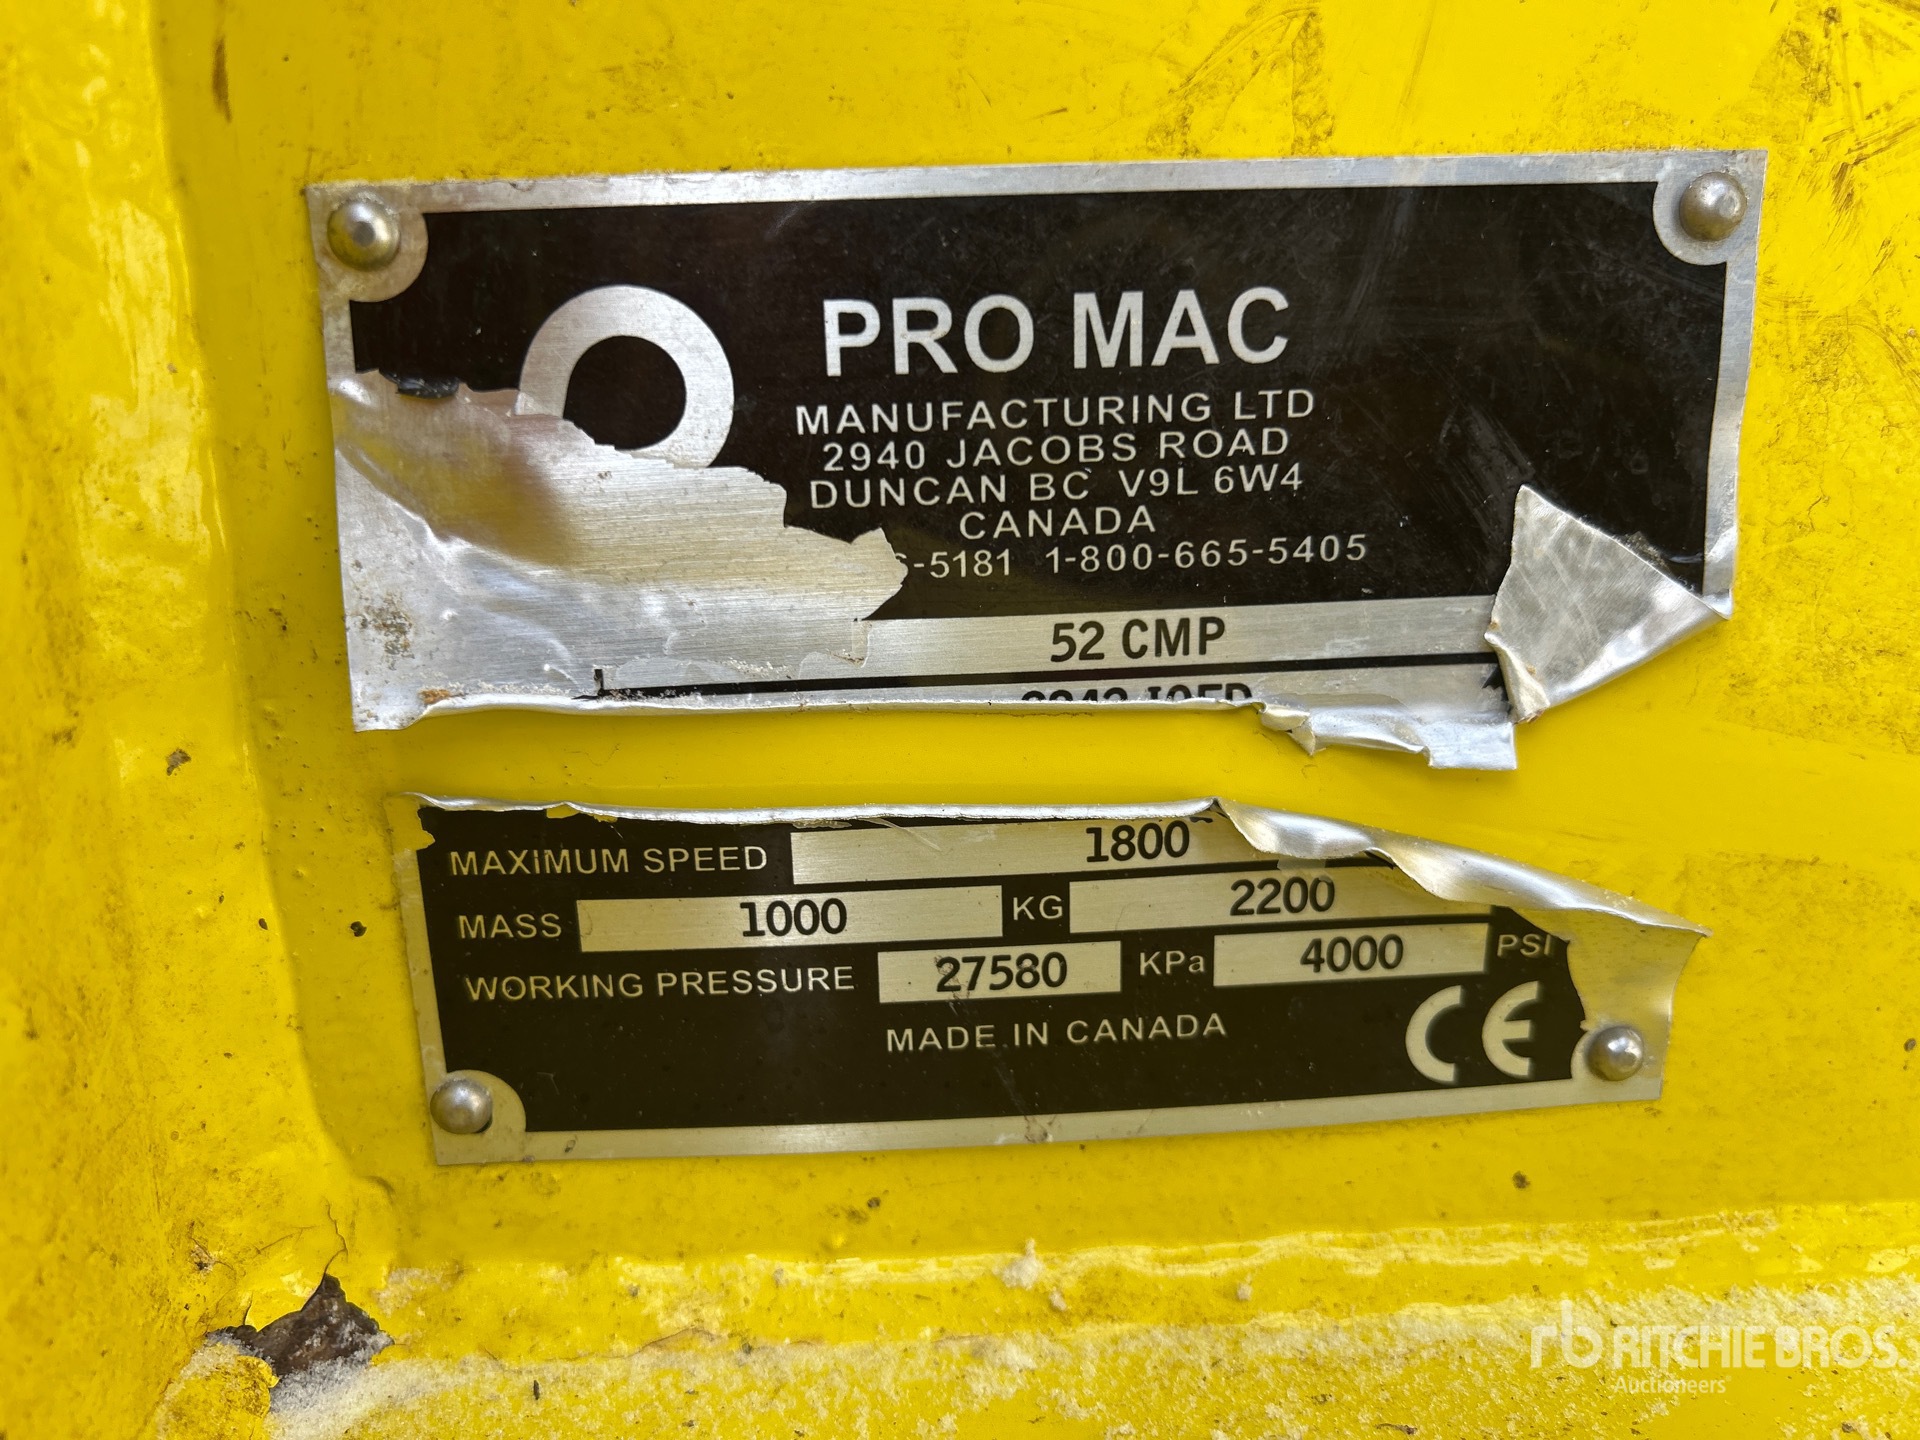 PRO MAC
MANUFACTURING LTD
2940 JACOBS ROAD
DUNCAN BC V9L 6W4
CANADA
-5181 1-800-665-5405
52 CMP
MAXIMUM SPEED 1800
MASS 1000 KG 2200
WORKING PRESSURE 27580 KPa 4000 PSI
MADE IN CANADA
CE
rb RITCHIE BROS.
Auctioneers